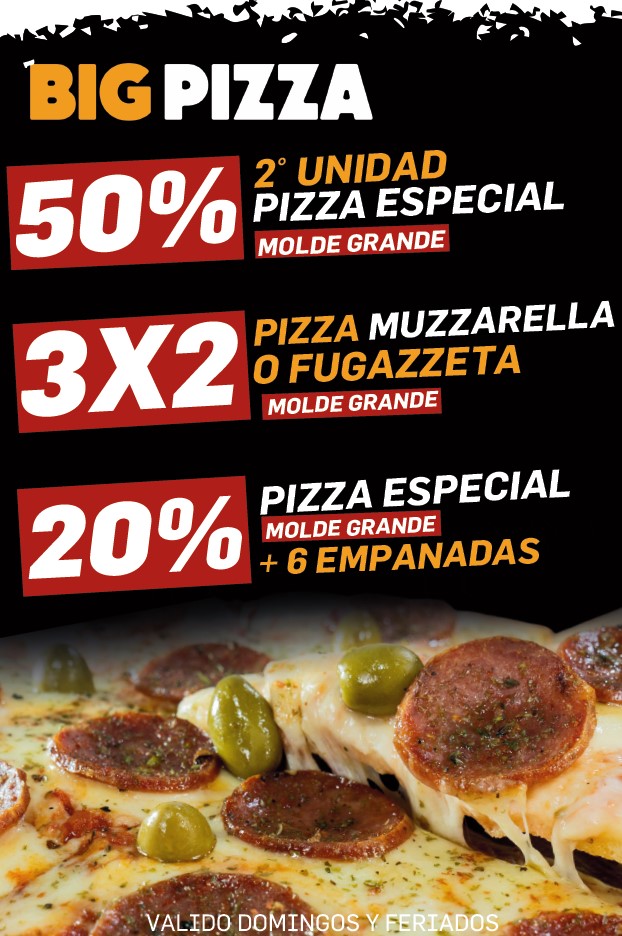 BIG PIZZA
50%
2° UNIDAD
PIZZA ESPECIAL
MOLDE GRANDE
3X2
PIZZA MUZZARELLA
O FUGAZZETA
MOLDE GRANDE
20%
PIZZA ESPECIAL
MOLDE GRANDE
+ 6 EMPANADAS
VALIDO DOMINGOS Y FERIADOS